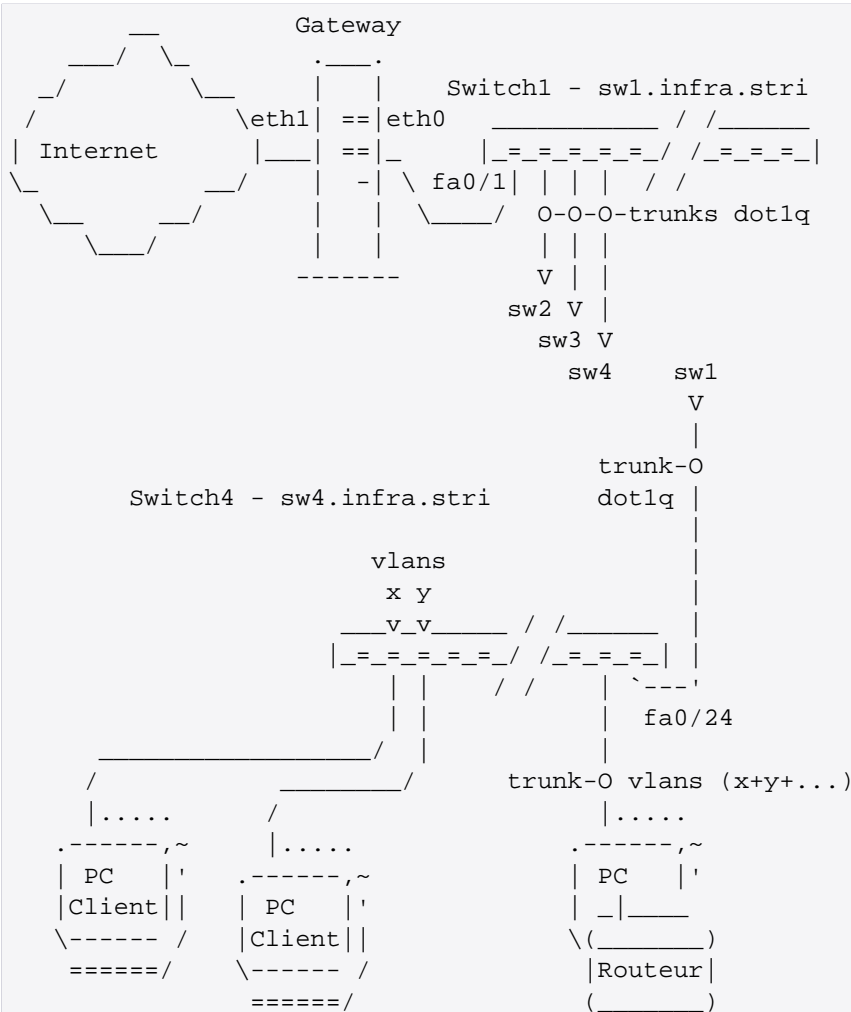 Gateway
Switch1 - sw1.infra.stri
eth1 eth0
Internet
fa0/1
O-O-O-trunks dot1q
V
sw2 V
sw3 V
sw4 sw1
V
trunk-O
Switch4 - sw4.infra.stri dot1q
vlans
x y
v v
fa0/24
trunk-O vlans (x+y+...)
PC PC
Client PC
Client
Routeur